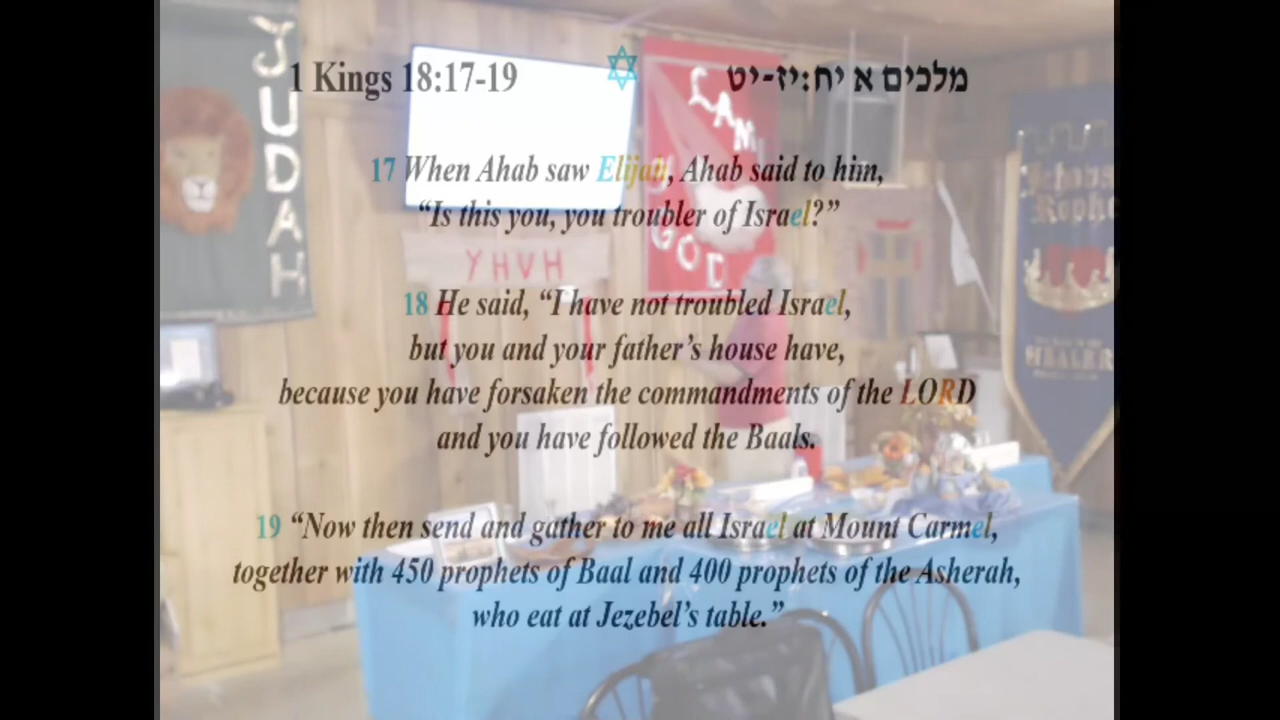 1 Kings 18:17-19
מלכים א יח:יז-יט
17 When Ahab saw Elijah, Ahab said to him,
“Is this you, you troubler of Israel?”
18 He said, “I have not troubled Israel,
but you and your father’s house have,
because you have forsaken the commandments of the LORD
and you have followed the Baals.
19 “Now then send and gather to me all Israel at Mount Carmel,
together with 450 prophets of Baal and 400 prophets of the Asherah,
who eat at Jezebel’s table.”
JUDAH
YHVH
LAMB
OF
GOD
HEALER